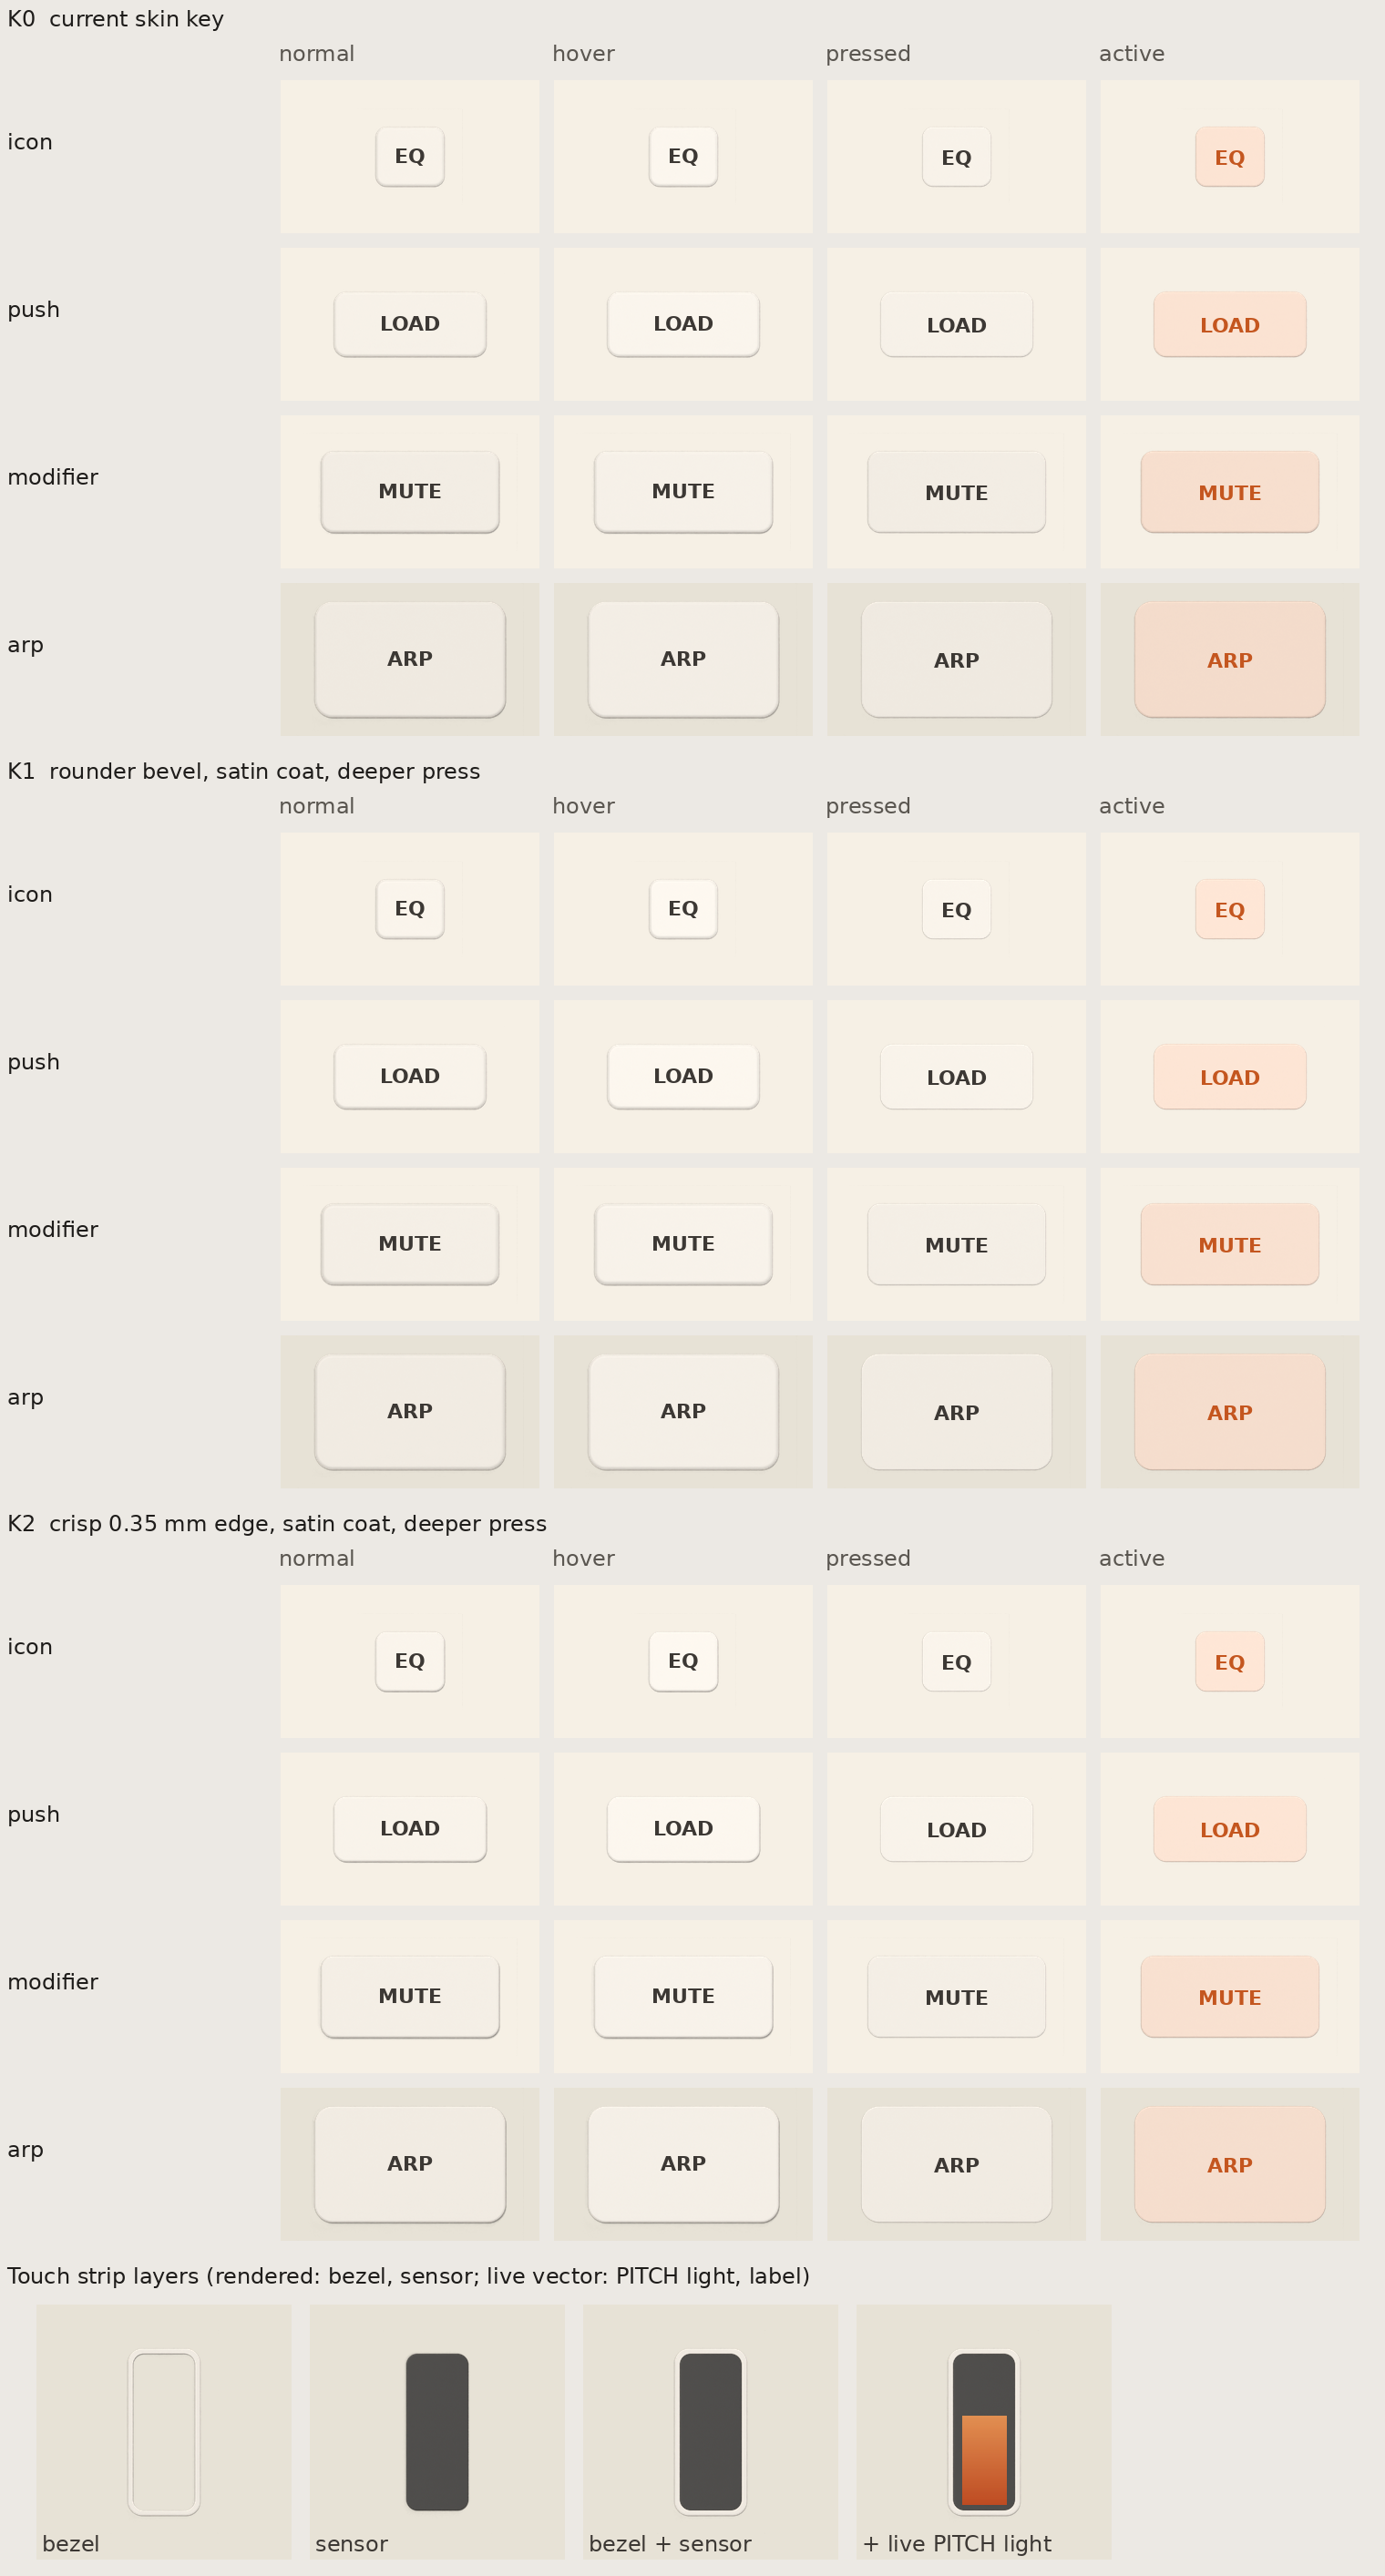 K0 current skin key
normal hover pressed active
icon EQ EQ EQ EQ
push LOAD LOAD LOAD LOAD
modifier MUTE MUTE MUTE MUTE
arp ARP ARP ARP ARP
K1 rounder bevel, satin coat, deeper press
normal hover pressed active
icon EQ EQ EQ EQ
push LOAD LOAD LOAD LOAD
modifier MUTE MUTE MUTE MUTE
arp ARP ARP ARP ARP
K2 crisp 0.35 mm edge, satin coat, deeper press
normal hover pressed active
icon EQ EQ EQ EQ
push LOAD LOAD LOAD LOAD
modifier MUTE MUTE MUTE MUTE
arp ARP ARP ARP ARP
Touch strip layers (rendered: bezel, sensor; live vector: PITCH light, label)
bezel sensor bezel + sensor + live PITCH light